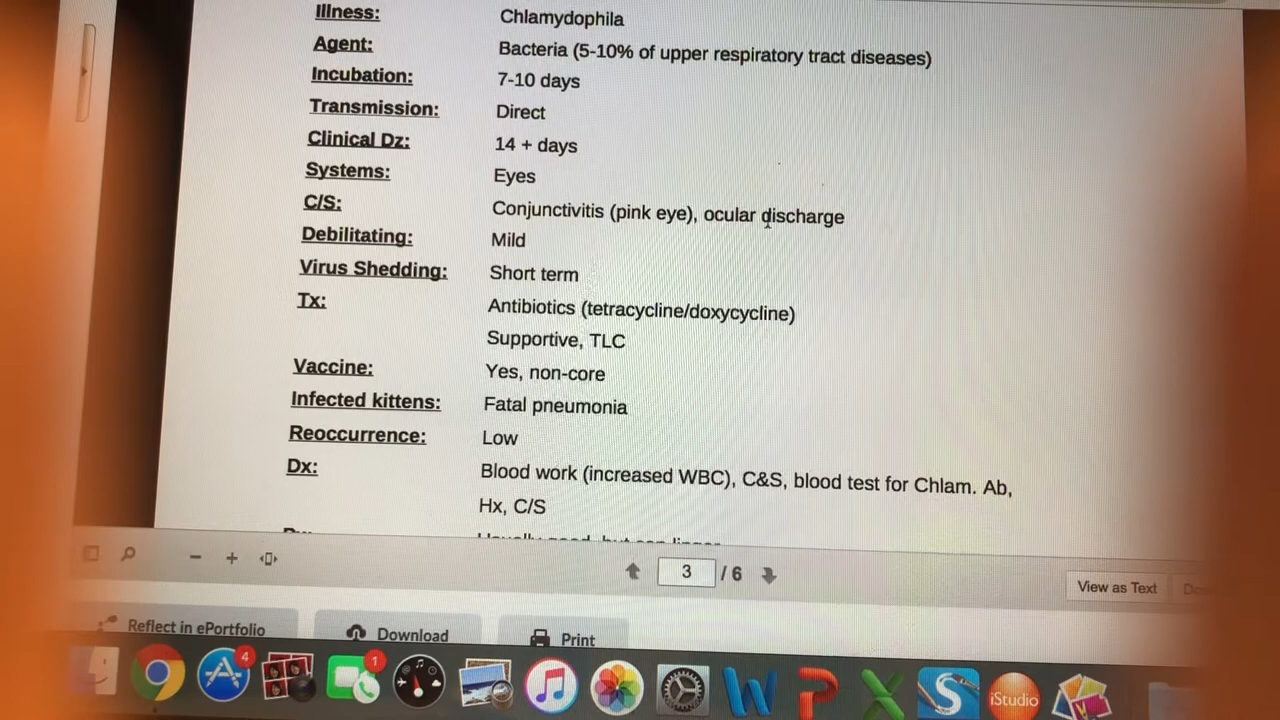 Illness: Chlamydophila
Agent: Bacteria (5-10% of upper respiratory tract diseases)
Incubation: 7-10 days
Transmission: Direct
Clinical Dz: 14 + days
Systems: Eyes
C/S: Conjunctivitis (pink eye), ocular discharge
Debilitating: Mild
Virus Shedding: Short term
Tx: Antibiotics (tetracycline/doxycycline)
Supportive, TLC
Vaccine: Yes, non-core
Infected kittens: Fatal pneumonia
Reoccurrence: Low
Dx: Blood work (increased WBC), C&S, blood test for Chlam. Ab,
Hx, C/S
3 / 6
View as Text
Reflect in ePortfolio Download Print
4 1
iStudio